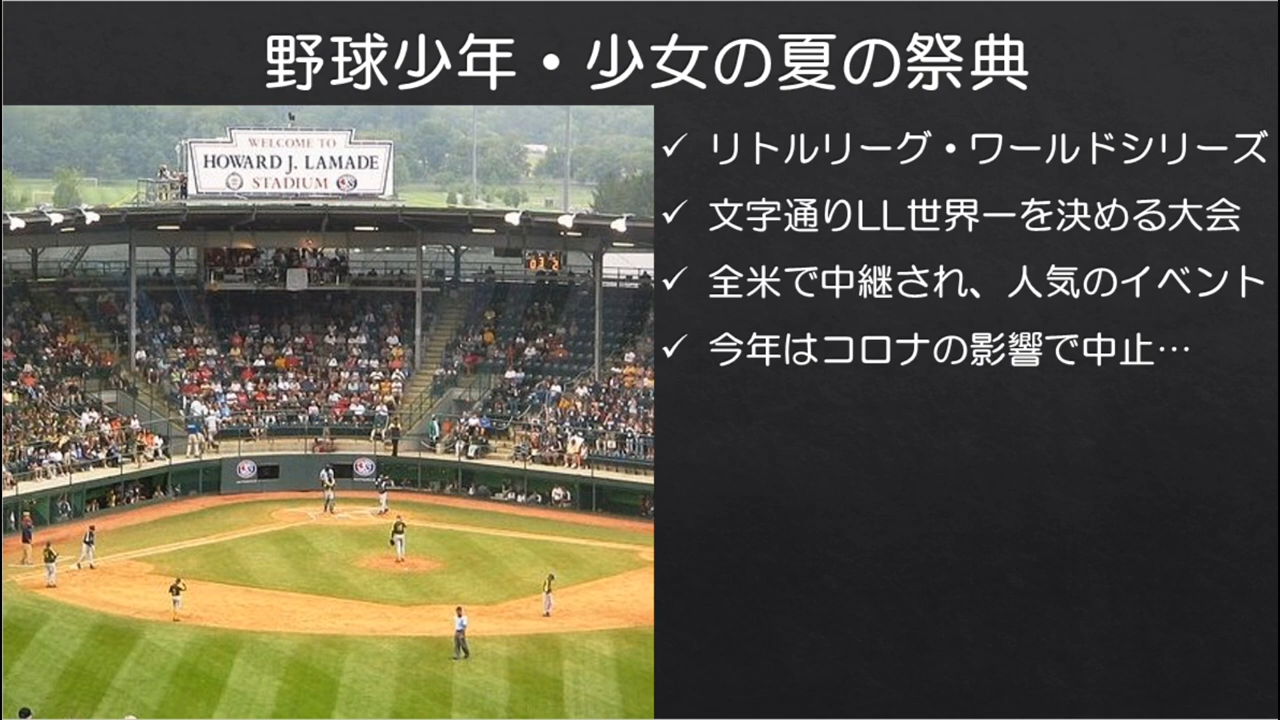 野球少年・少女の夏の祭典
WELCOME TO
HOWARD J. LAMADE
STADIUM
リトルリーグ・ワールドシリーズ
文字通りLL世界一を決める大会
全米で中継され、人気のイベント
今年はコロナの影響で中止…